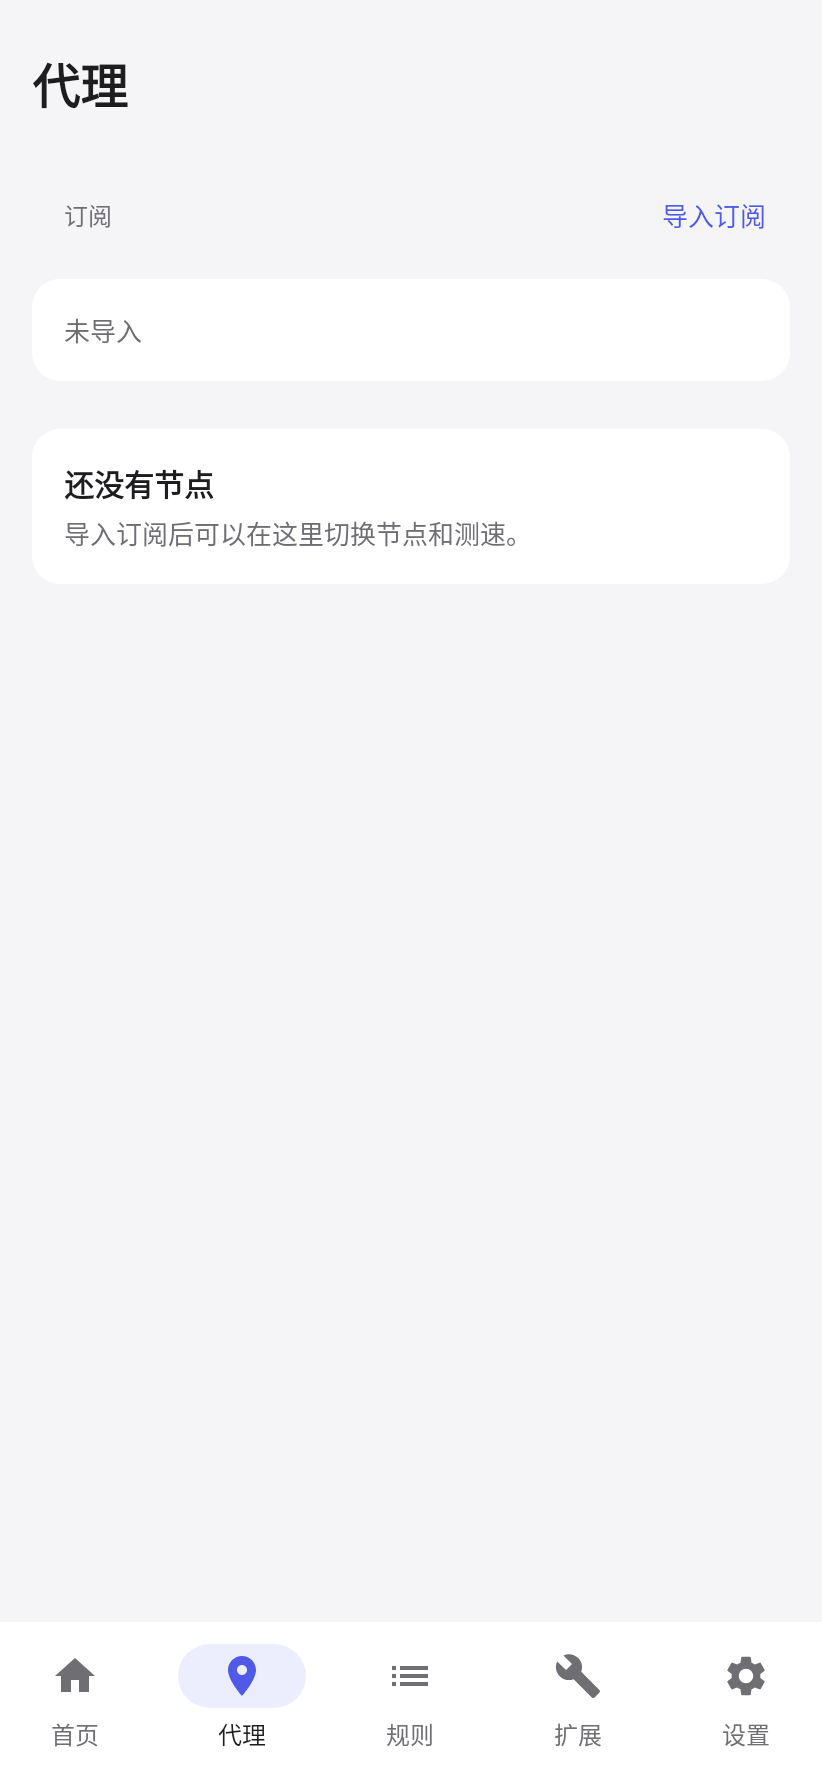 代理
订阅
导入订阅
未导入
还没有节点
导入订阅后可以在这里切换节点和测速。
首页
代理
规则
扩展
设置